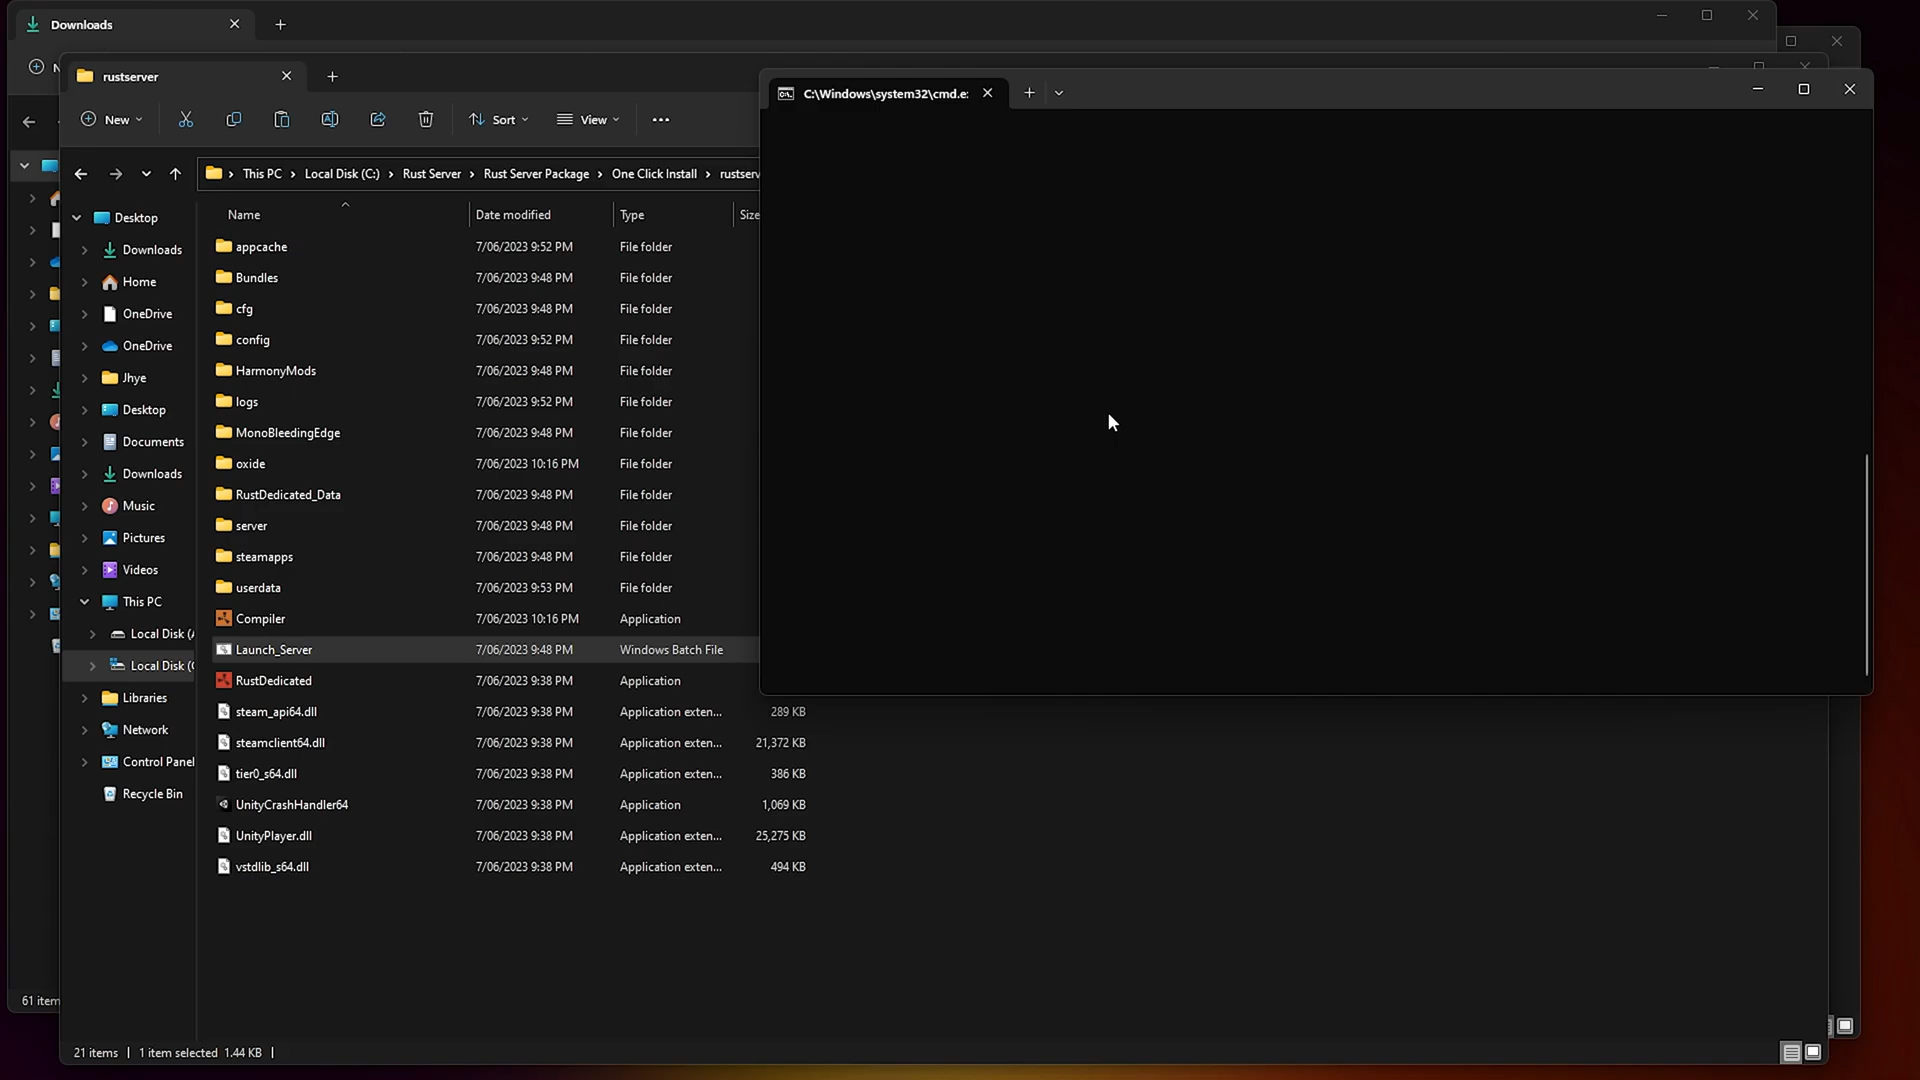 Downloads
N
rustserver
C:\Windows\system32\cmd.e:
New
Sort
View
This PC
Local Disk (C:)
Rust Server
Rust Server Package
One Click Install
rustserv
Name
Date modified
Type
Size
Desktop
Downloads
Home
OneDrive
OneDrive
Jhye
Desktop
Documents
Downloads
Music
Pictures
Videos
This PC
Local Disk (A
Local Disk (C
Libraries
Network
Control Panel
Recycle Bin
appcache 7/06/2023 9:52 PM File folder
Bundles 7/06/2023 9:48 PM File folder
cfg 7/06/2023 9:48 PM File folder
config 7/06/2023 9:52 PM File folder
HarmonyMods 7/06/2023 9:48 PM File folder
logs 7/06/2023 9:52 PM File folder
MonoBleedingEdge 7/06/2023 9:48 PM File folder
oxide 7/06/2023 10:16 PM File folder
RustDedicated_Data 7/06/2023 9:48 PM File folder
server 7/06/2023 9:48 PM File folder
steamapps 7/06/2023 9:48 PM File folder
userdata 7/06/2023 9:53 PM File folder
Compiler 7/06/2023 10:16 PM Application
Launch_Server 7/06/2023 9:48 PM Windows Batch File
RustDedicated 7/06/2023 9:38 PM Application
steam_api64.dll 7/06/2023 9:38 PM Application exten... 289 KB
steamclient64.dll 7/06/2023 9:38 PM Application exten... 21,372 KB
tier0_s64.dll 7/06/2023 9:38 PM Application exten... 386 KB
UnityCrashHandler64 7/06/2023 9:38 PM Application 1,069 KB
UnityPlayer.dll 7/06/2023 9:38 PM Application exten... 25,275 KB
vstdlib_s64.dll 7/06/2023 9:38 PM Application exten... 494 KB
61 item
21 items 1 item selected 1.44 KB